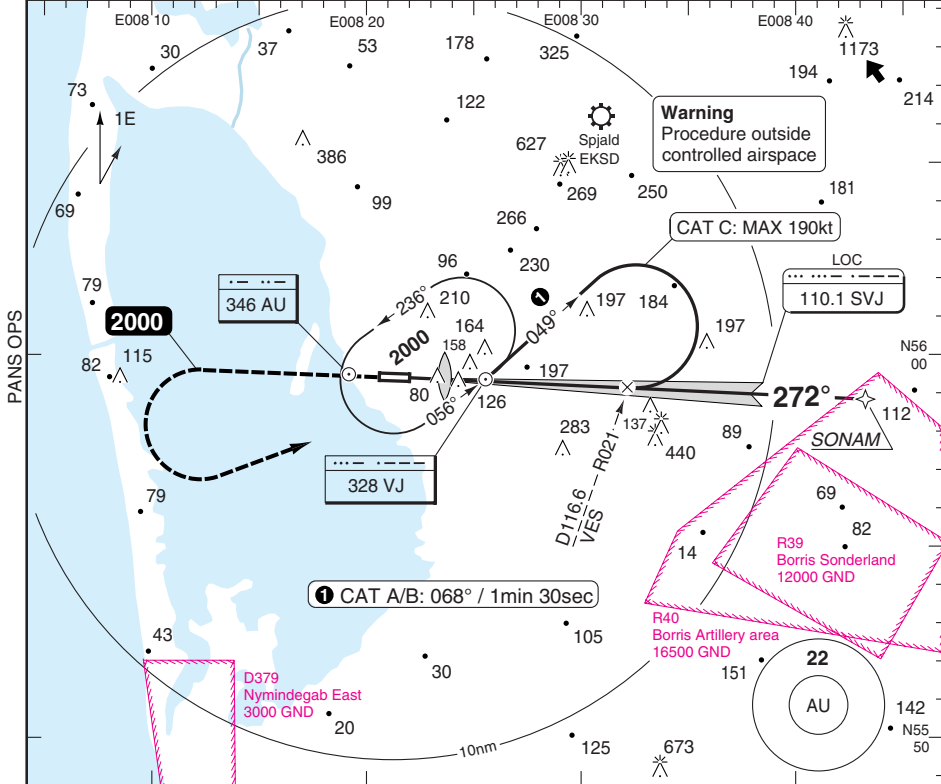 E008 10
E008 20
E008 30
E008 40
30
37
53
178
325
1173
194
214
73
1E
122
627
Spjald
EKSD
Warning
Procedure outside
controlled airspace
386
69
99
269
250
181
266
CAT C: MAX 190kt
230
96
LOC
110.1 SVJ
79
346 AU
236°
210
1
049°
197
184
2000
2000
164
158
197
115
82
80
056°
126
197
N56
00
272°
112
SONAM
PANS OPS
283
137
440
89
328 VJ
D116.6
VES
R021
79
69
82
14
R39
Borris Sonderland
12000 GND
1 CAT A/B: 068° / 1min 30sec
R40
Borris Artillery area
16500 GND
43
105
30
151
22
AU
D379
Nymindegab East
3000 GND
20
142
N55
50
10nm
125
673